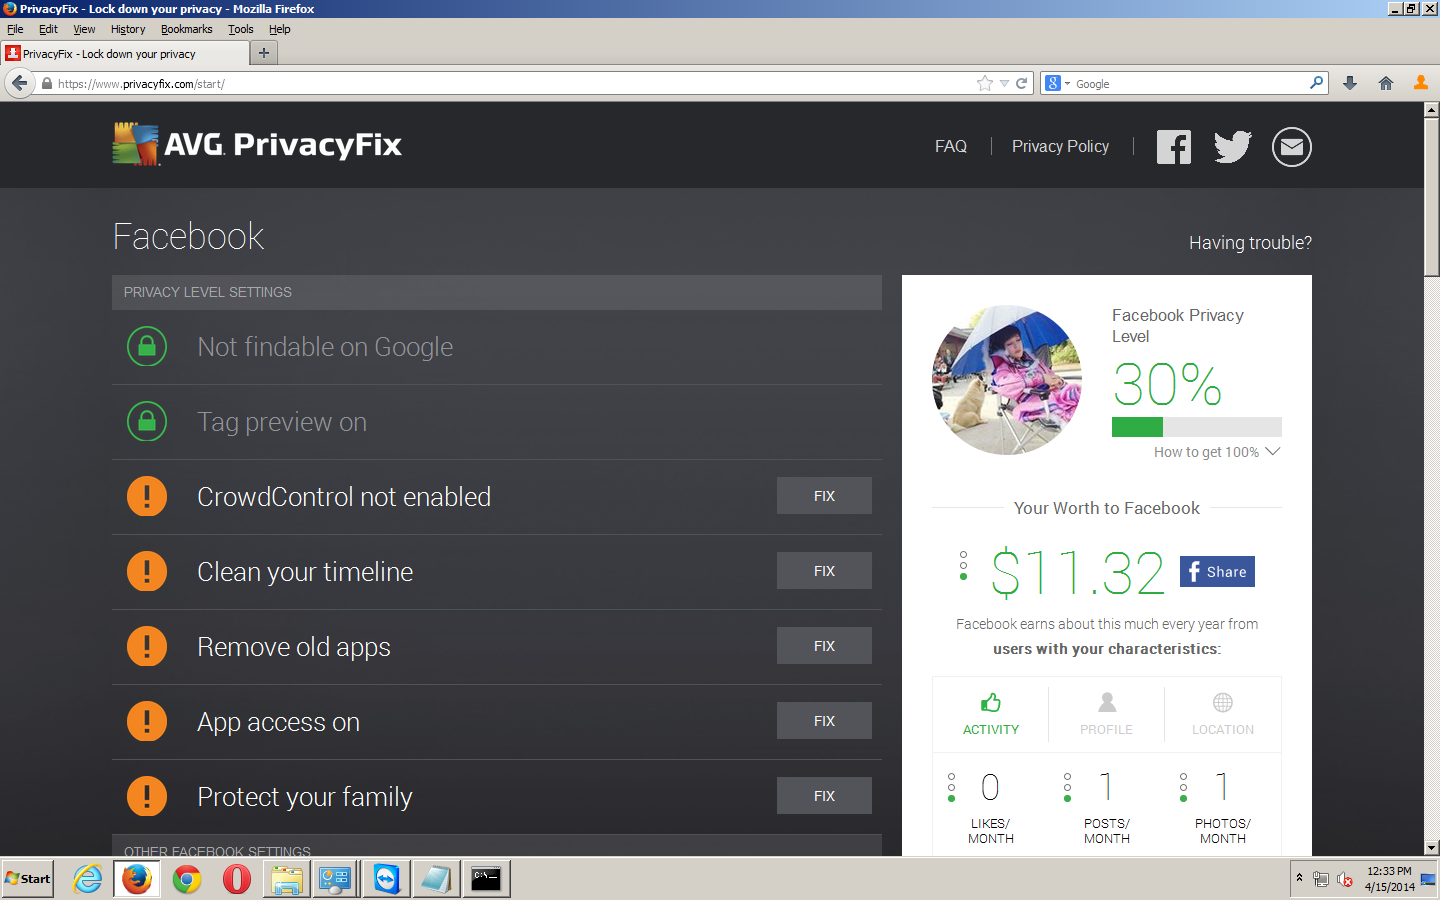 PrivacyFix - Lock down your privacy - Mozilla Firefox
File Edit View History Bookmarks Tools Help
PrivacyFix - Lock down your privacy
https://www.privacyfix.com/start/
Google
AVG PrivacyFix
FAQ
Privacy Policy
Facebook
Having trouble?
PRIVACY LEVEL SETTINGS
Not findable on Google
Tag preview on
CrowdControl not enabled FIX
Clean your timeline FIX
Remove old apps FIX
App access on FIX
Protect your family FIX
OTHER FACEBOOK SETTINGS
Facebook Privacy
Level
30%
How to get 100%
Your Worth to Facebook
$11.32
f Share
Facebook earns about this much every year from
users with your characteristics:
ACTIVITY PROFILE LOCATION
0 1 1
LIKES/ POSTS/ PHOTOS/
MONTH MONTH MONTH
Start
C:\.
12:33 PM
4/15/2014